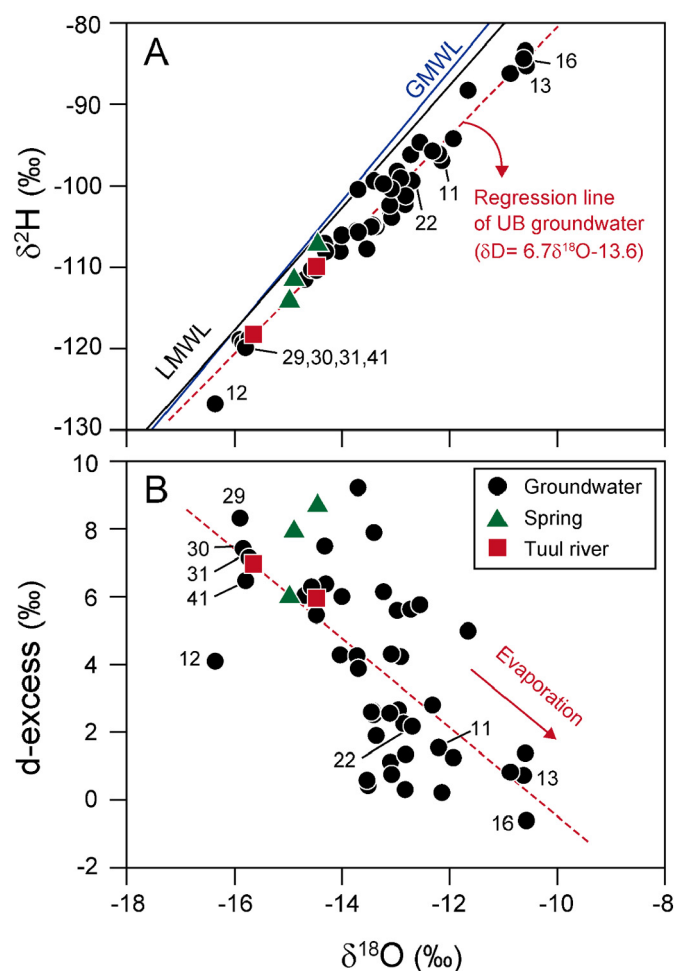 A
-80
-90
-100
-110
-120
-130
δ²H (‰)
GMWL
LMWL
16
13
11
22
Regression line
of UB groundwater
(δD= 6.7δ¹⁸O-13.6)
29,30,31,41
12
B
10
8
6
4
2
0
-2
d-excess (‰)
Groundwater
Spring
Tuul river
29
30
31
41
12
Evaporation
22
11
13
16
-18
-16
-14
-12
-10
-8
δ¹⁸O (‰)